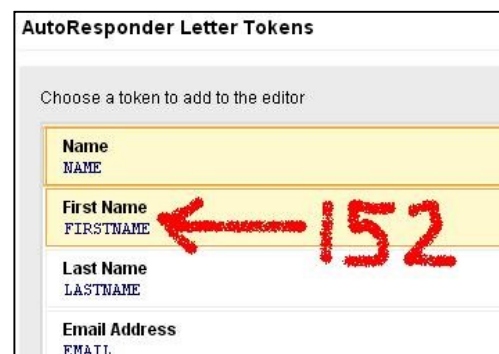 AutoResponder Letter Tokens
Choose a token to add to the editor
Name
NAME
First Name
FIRSTNAME
152
Last Name
LASTNAME
Email Address
EMAIL